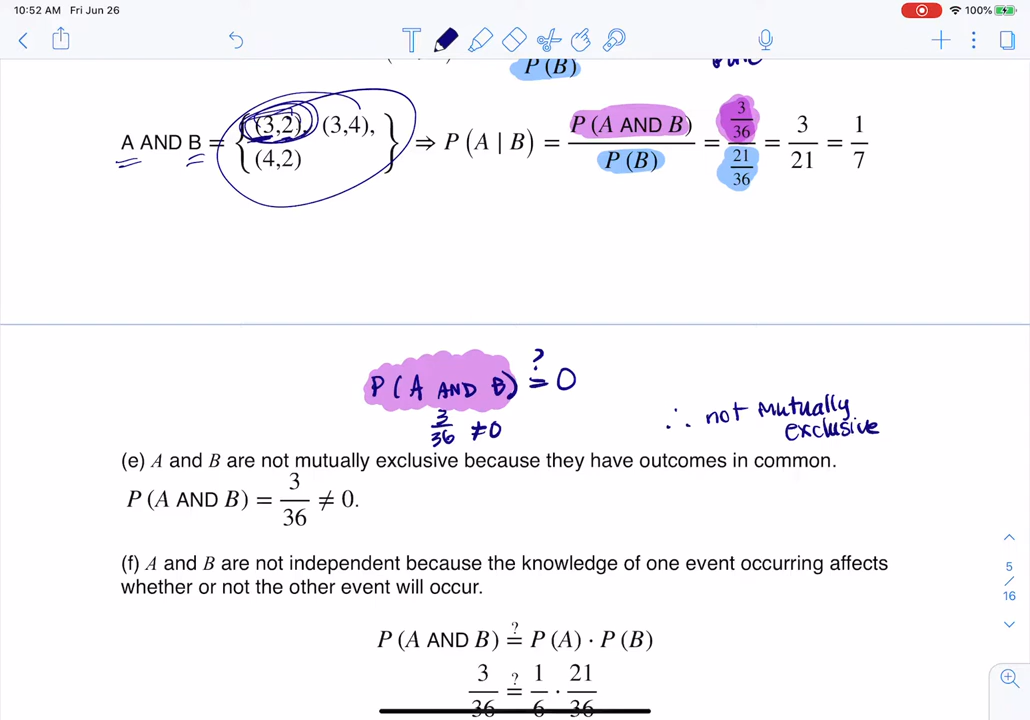 10:52 AM Fri Jun 26
100%
T
P (B)
A AND B = { (3,2), (3,4), (4,2) } ⇒ P (A | B) = P (A AND B) / P (B) = (3/36) / (21/36) = 3/21 = 1/7
P(A AND B) ≟ 0
3/36 ≠0
∴ not mutually
exclusive
(e) A and B are not mutually exclusive because they have outcomes in common.
P (A AND B) = 3/36 ≠ 0.
(f) A and B are not independent because the knowledge of one event occurring affects
whether or not the other event will occur.
P (A AND B) ≟ P (A) · P (B)
3/36 ≟ 1/6 · 21/36
5
/
16